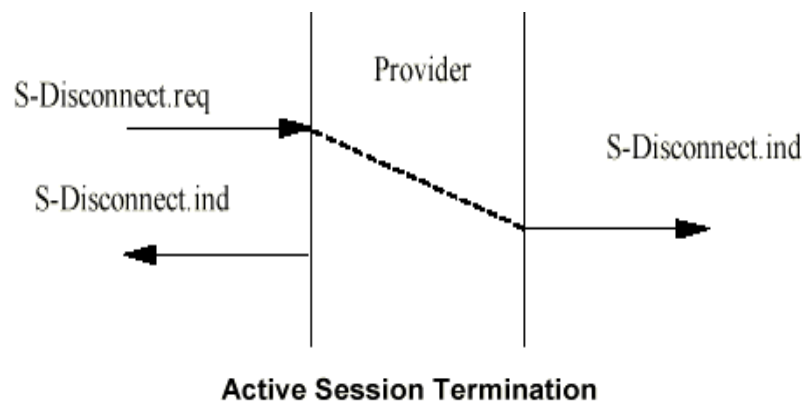 Provider
S-Disconnect.req
S-Disconnect.ind
S-Disconnect.ind
Active Session Termination